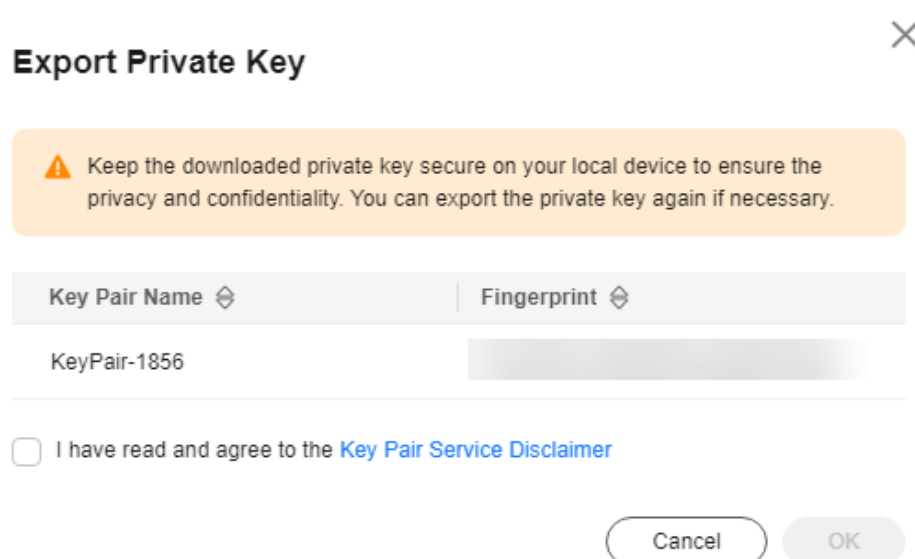 Export Private Key
Keep the downloaded private key secure on your local device to ensure the
privacy and confidentiality. You can export the private key again if necessary.
Key Pair Name Fingerprint
KeyPair-1856
I have read and agree to the Key Pair Service Disclaimer
Cancel OK